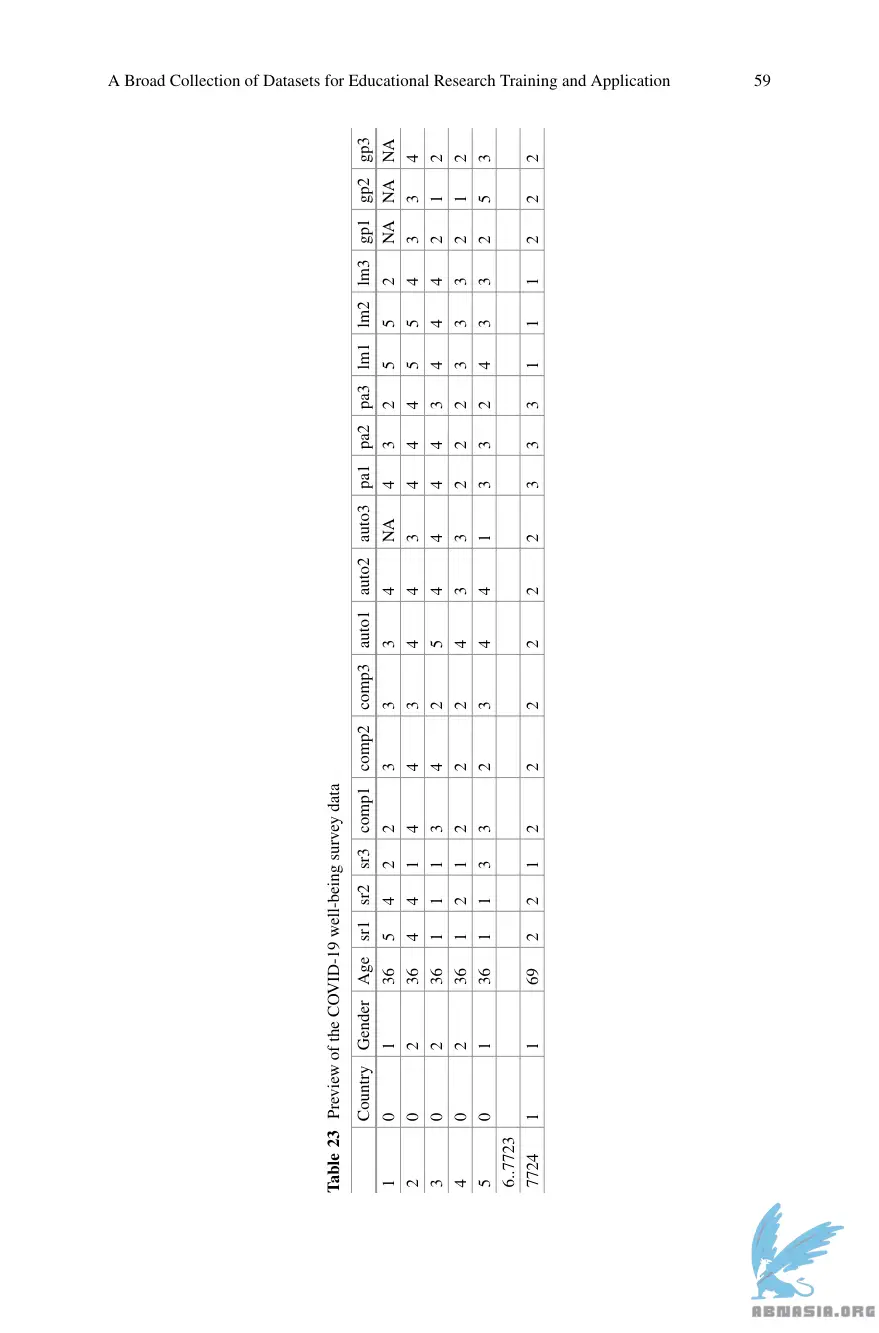 A Broad Collection of Datasets for Educational Research Training and Application 59
Table 23 Preview of the COVID-19 well-being survey data
Country Gender Age sr1 sr2 sr3 comp1 comp2 comp3 auto1 auto2 auto3 pa1 pa2 pa3 lm1 lm2 lm3 gp1 gp2 gp3
1 0 1 36 5 4 2 2 3 3 3 4 NA 4 3 2 5 5 2 NA NA NA
2 0 2 36 4 4 1 4 4 3 4 4 3 4 4 4 5 5 4 3 3 4
3 0 2 36 1 1 1 3 4 2 5 4 4 4 4 3 4 4 4 2 1 2
4 0 2 36 1 2 1 2 2 2 4 3 3 2 2 2 3 3 3 2 1 2
5 0 1 36 1 1 3 3 2 3 4 4 1 3 3 2 4 3 3 2 5 3
6..7723
7724 1 1 69 2 2 1 2 2 2 2 2 2 3 3 3 1 1 1 2 2 2
ABNASIA.ORG